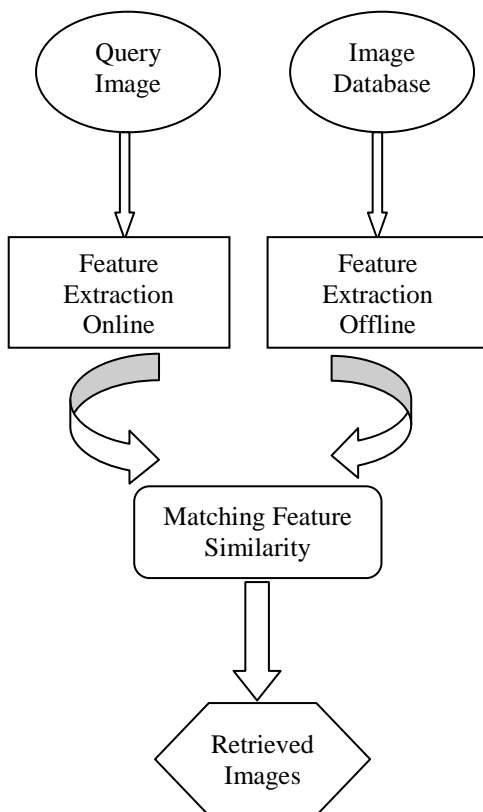 Query
Image
Image
Database
Feature
Extraction
Online
Feature
Extraction
Offline
Matching Feature
Similarity
Retrieved
Images